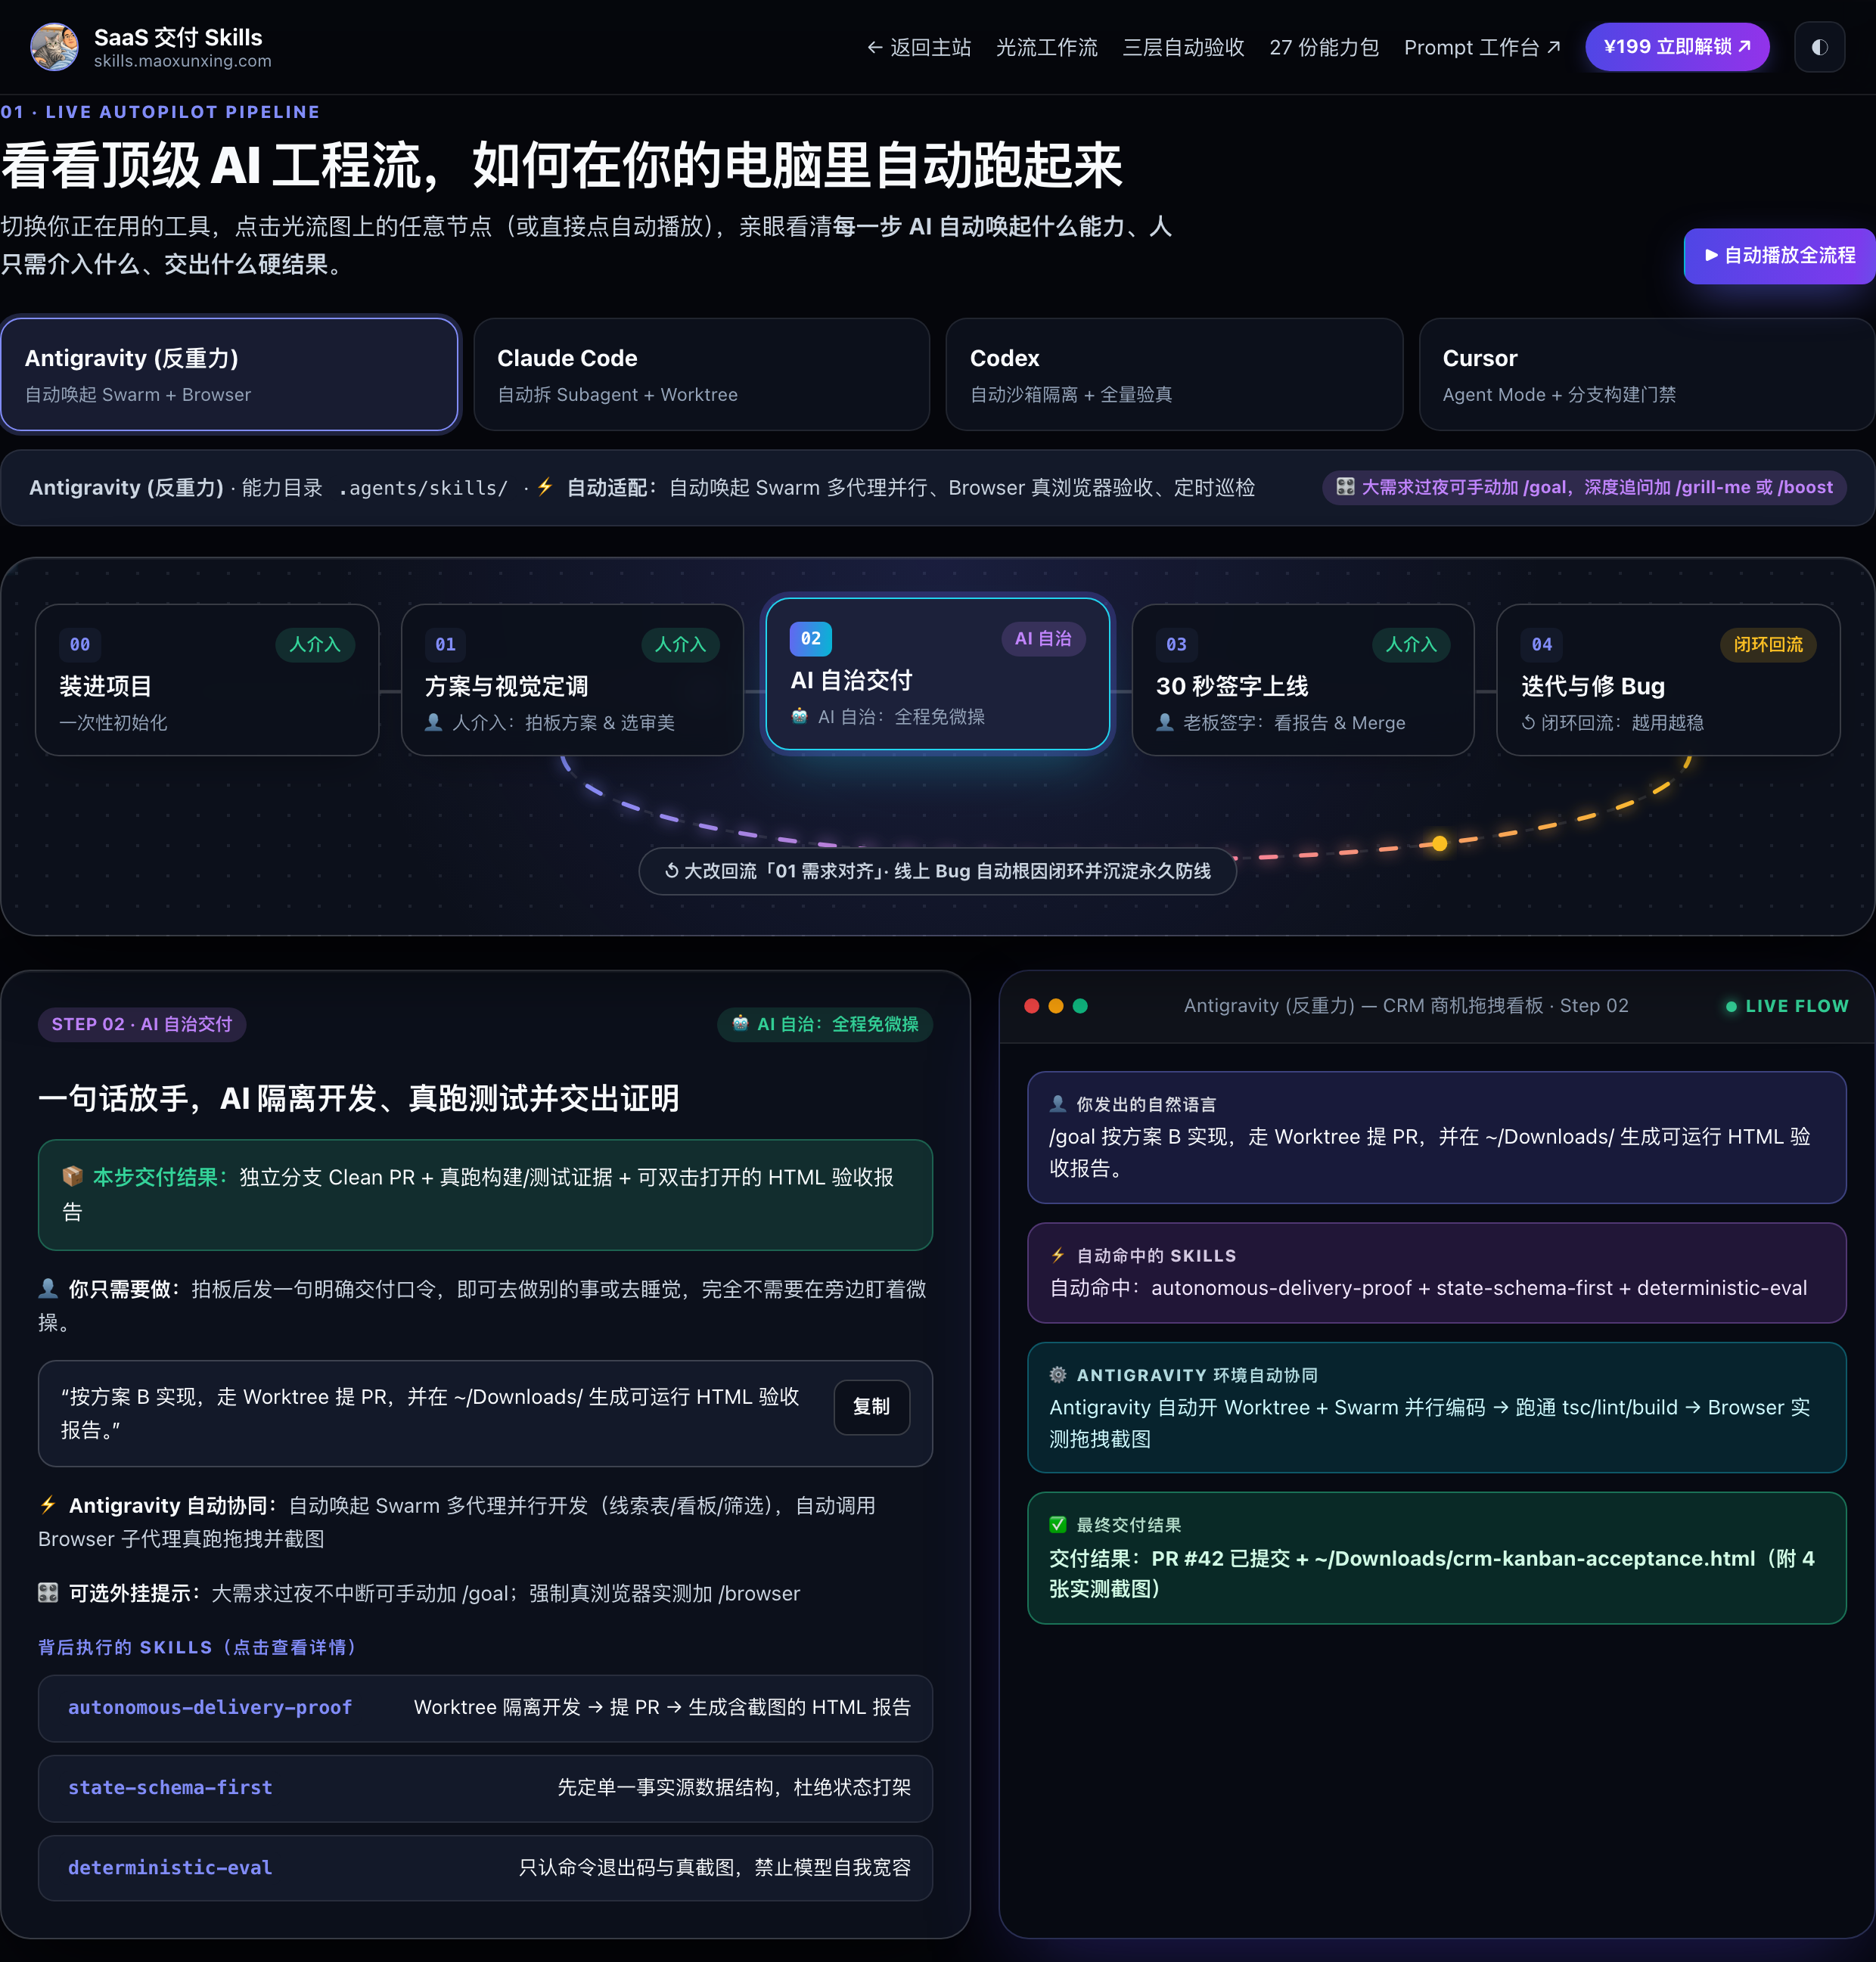 SaaS 交付 Skills
skills.maoxunxing.com
← 返回主站
光流工作流
三层自动验收
27 份能力包
Prompt 工作台 ↗
¥199 立即解锁 ↗
01 · LIVE AUTOPILOT PIPELINE
看看顶级 AI 工程流，如何在你的电脑里自动跑起来
切换你正在用的工具，点击光流图上的任意节点（或直接点自动播放），亲眼看清每一步 AI 自动唤起什么能力、人
只需介入什么、交出什么硬结果。
▶ 自动播放全流程
Antigravity (反重力)
自动唤起 Swarm + Browser
Claude Code
自动拆 Subagent + Worktree
Codex
自动沙箱隔离 + 全量验真
Cursor
Agent Mode + 分支构建门禁
Antigravity (反重力) · 能力目录 .agents/skills/ · ⚡ 自动适配：自动唤起 Swarm 多代理并行、Browser 真浏览器验收、定时巡检
🎛️ 大需求过夜可手动加 /goal，深度追问加 /grill-me 或 /boost
00
人介入
装进项目
一次性初始化
01
人介入
方案与视觉定调
👤 人介入：拍板方案 & 选审美
02
AI 自治
AI 自治交付
🤖 AI 自治：全程免微操
03
人介入
30 秒签字上线
👤 老板签字：看报告 & Merge
04
闭环回流
迭代与修 Bug
↺ 闭环回流：越用越稳
↺ 大改回流「01 需求对齐」· 线上 Bug 自动根因闭环并沉淀永久防线
STEP 02 · AI 自治交付
🤖 AI 自治：全程免微操
一句话放手，AI 隔离开发、真跑测试并交出证明
📦 本步交付结果：独立分支 Clean PR + 真跑构建/测试证据 + 可双击打开的 HTML 验收报
告
👤 你只需要做：拍板后发一句明确交付口令，即可去做别的事或去睡觉，完全不需要在旁边盯着微
操。
“按方案 B 实现，走 Worktree 提 PR，并在 ~/Downloads/ 生成可运行 HTML 验收
报告。”
复制
⚡ Antigravity 自动协同：自动唤起 Swarm 多代理并行开发（线索表/看板/筛选），自动调用
Browser 子代理真跑拖拽并截图
🎛️ 可选外挂提示：大需求过夜不中断可手动加 /goal；强制真浏览器实测加 /browser
背后执行的 SKILLS（点击查看详情）
autonomous-delivery-proof
Worktree 隔离开发 → 提 PR → 生成含截图的 HTML 报告
state-schema-first
先定单一事实源数据结构，杜绝状态打架
deterministic-eval
只认命令退出码与真截图，禁止模型自我宽容
Antigravity (反重力) — CRM 商机拖拽看板 · Step 02
● LIVE FLOW
👤 你发出的自然语言
/goal 按方案 B 实现，走 Worktree 提 PR，并在 ~/Downloads/ 生成可运行 HTML 验
收报告。
⚡ 自动命中的 SKILLS
自动命中：autonomous-delivery-proof + state-schema-first + deterministic-eval
⚙️ ANTIGRAVITY 环境自动协同
Antigravity 自动开 Worktree + Swarm 并行编码 → 跑通 tsc/lint/build → Browser 实
测拖拽截图
✅ 最终交付结果
交付结果：PR #42 已提交 + ~/Downloads/crm-kanban-acceptance.html（附 4
张实测截图）